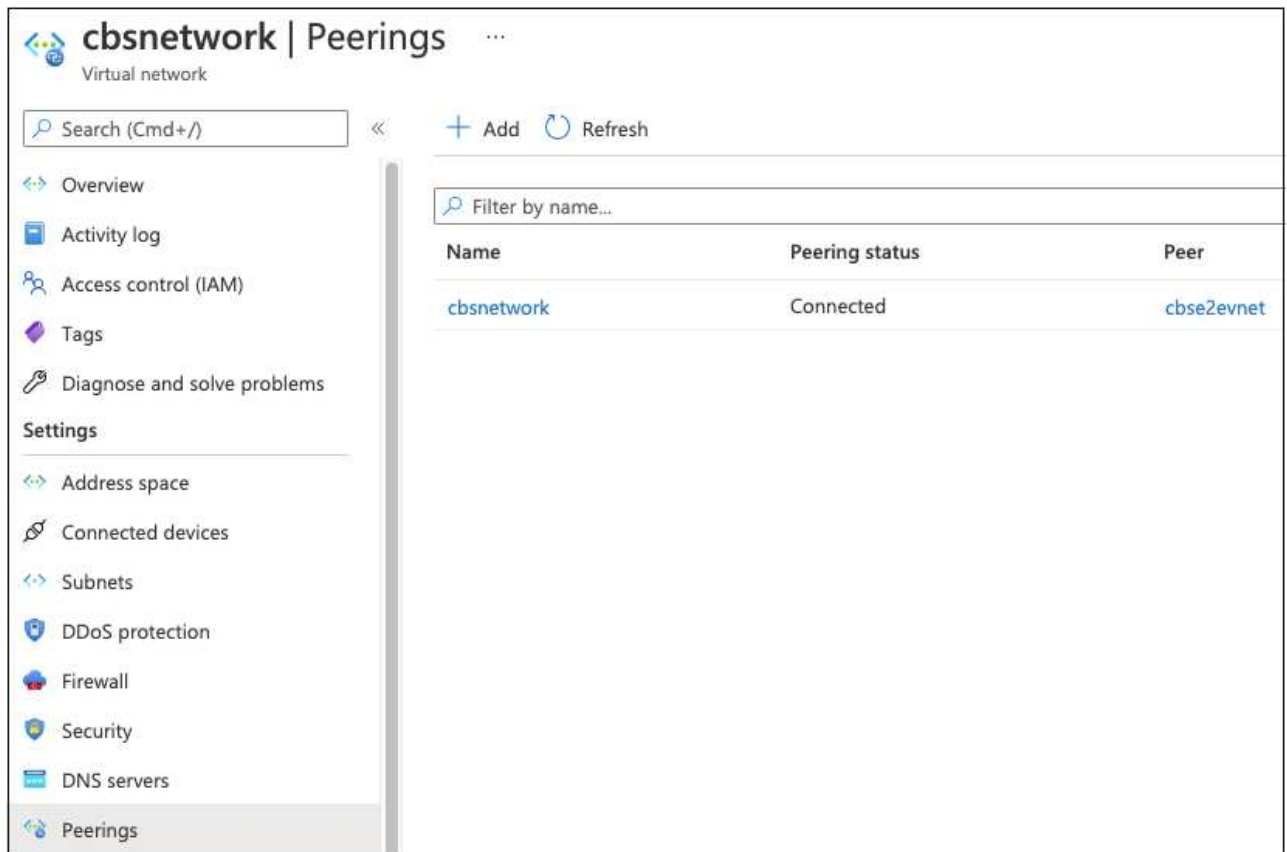 cbsnetwork | Peerings ...
Virtual network
Search (Cmd+/)
«
Add
Refresh
Overview
Activity log
Access control (IAM)
Tags
Diagnose and solve problems
Settings
Address space
Connected devices
Subnets
DDoS protection
Firewall
Security
DNS servers
Peerings
Filter by name...
Name Peering status Peer
cbsnetwork Connected cbse2evnet